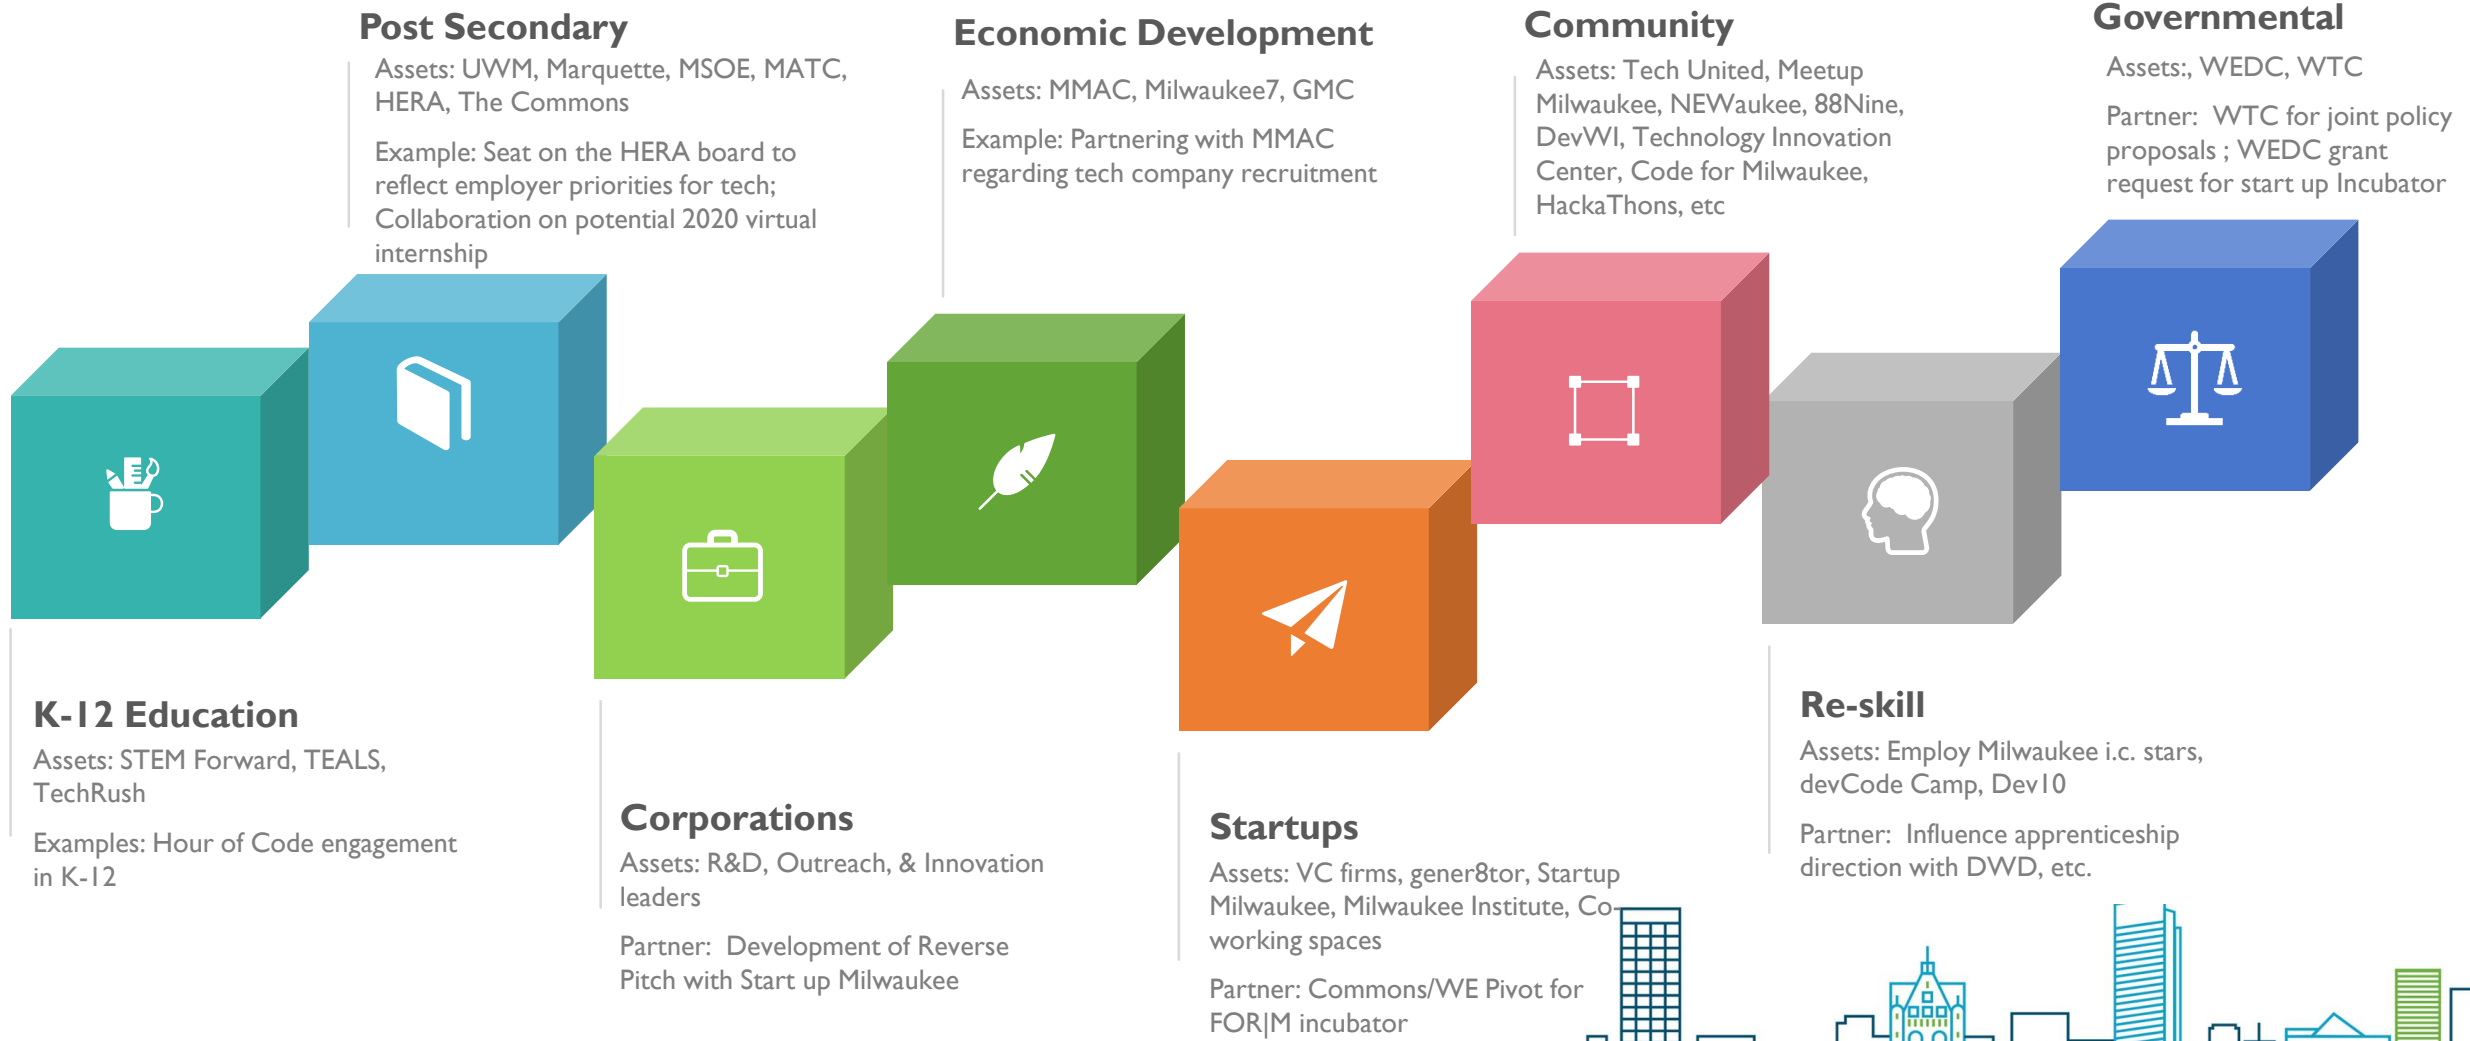 Post Secondary
Assets: UWM, Marquette, MSOE, MATC,
HERA, The Commons
Example: Seat on the HERA board to
reflect employer priorities for tech;
Collaboration on potential 2020 virtual
internship
Economic Development
Assets: MMAC, Milwaukee7, GMC
Example: Partnering with MMAC
regarding tech company recruitment
Community
Assets: Tech United, Meetup
Milwaukee, NEWaukee, 88Nine,
DevWI, Technology Innovation
Center, Code for Milwaukee,
HackaThons, etc
Governmental
Assets:, WEDC, WTC
Partner:  WTC for joint policy
proposals ; WEDC grant
request for start up Incubator
K-12 Education
Assets: STEM Forward, TEALS,
TechRush
Examples: Hour of Code engagement
in K-12
Corporations
Assets: R&D, Outreach, & Innovation
leaders
Partner:  Development of Reverse
Pitch with Start up Milwaukee
Startups
Assets: VC firms, gener8tor, Startup
Milwaukee, Milwaukee Institute, Co-
working spaces
Partner: Commons/WE Pivot for
FOR|M incubator
Re-skill
Assets: Employ Milwaukee i.c. stars,
devCode Camp, Dev10
Partner:  Influence apprenticeship
direction with DWD, etc.